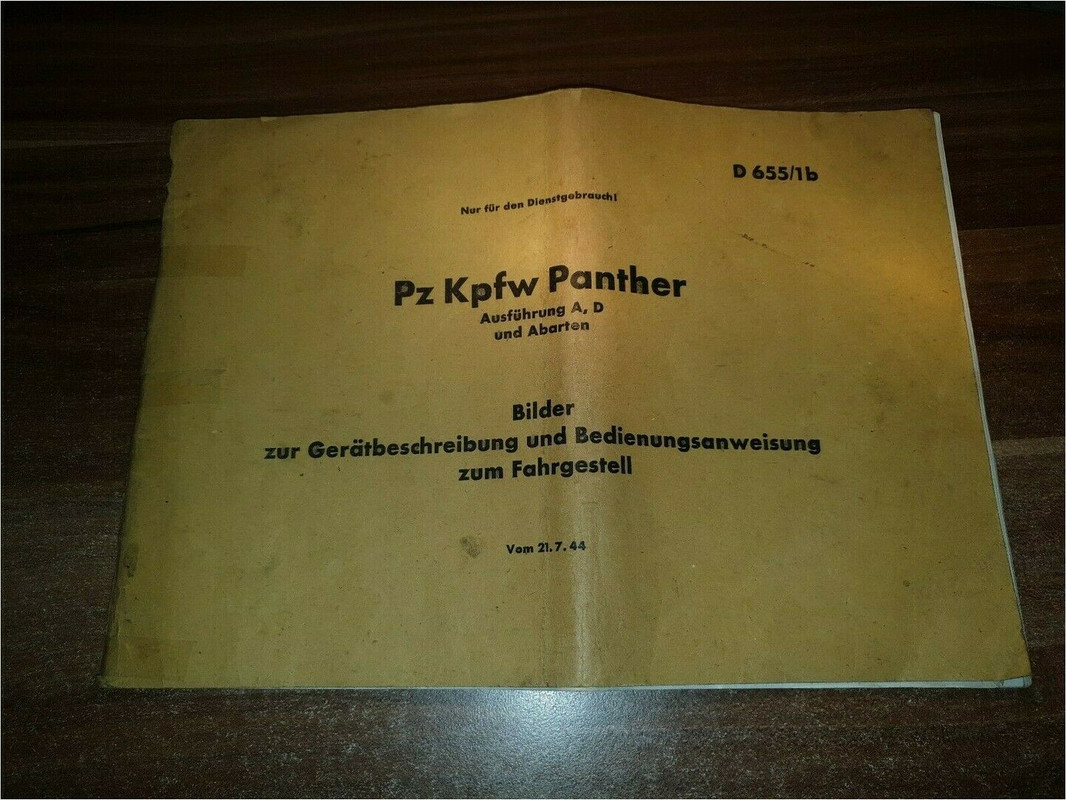 D 655/1b
Nur für den Dienstgebrauch!
Pz Kpfw Panther
Ausführung A, D
und Abarten
Bilder
zur Gerätbeschreibung und Bedienungsanweisung
zum Fahrgestell
Vom 21.7.44